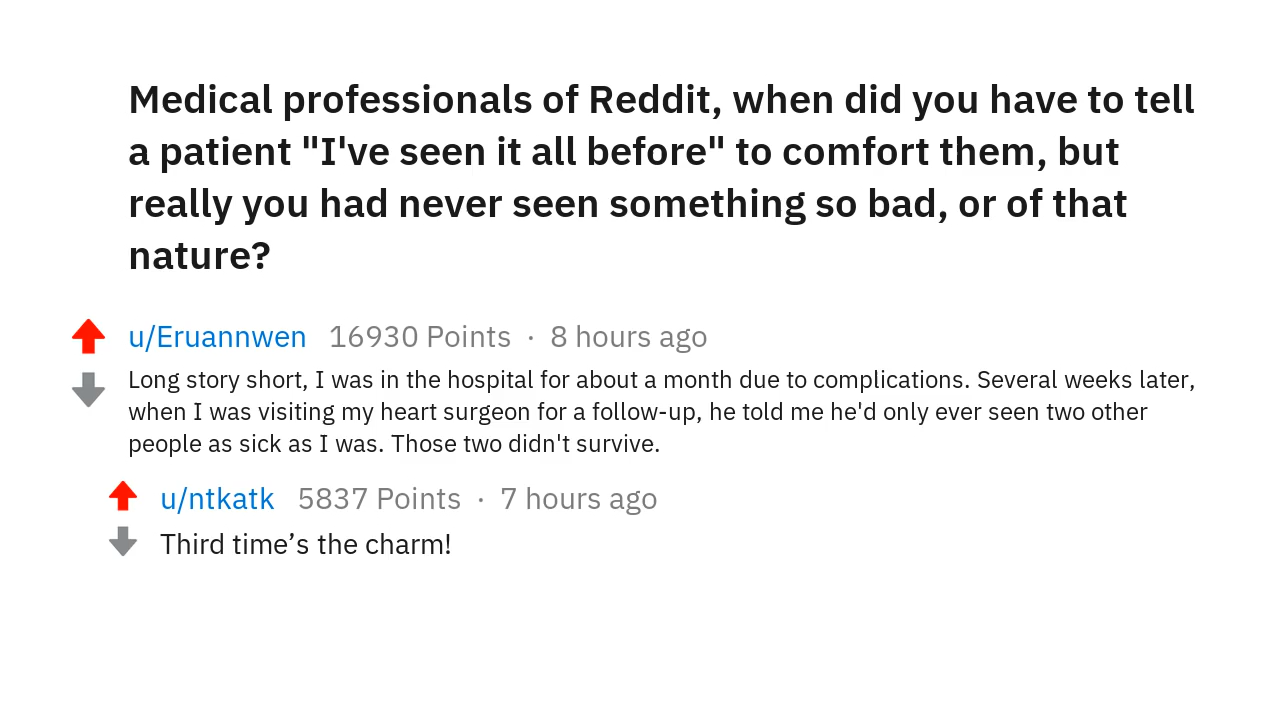 Medical professionals of Reddit, when did you have to tell
a patient "I've seen it all before" to comfort them, but
really you had never seen something so bad, or of that
nature?
u/Eruannwen 16930 Points · 8 hours ago
Long story short, I was in the hospital for about a month due to complications. Several weeks later,
when I was visiting my heart surgeon for a follow-up, he told me he'd only ever seen two other
people as sick as I was. Those two didn't survive.
u/ntkatk 5837 Points · 7 hours ago
Third time’s the charm!